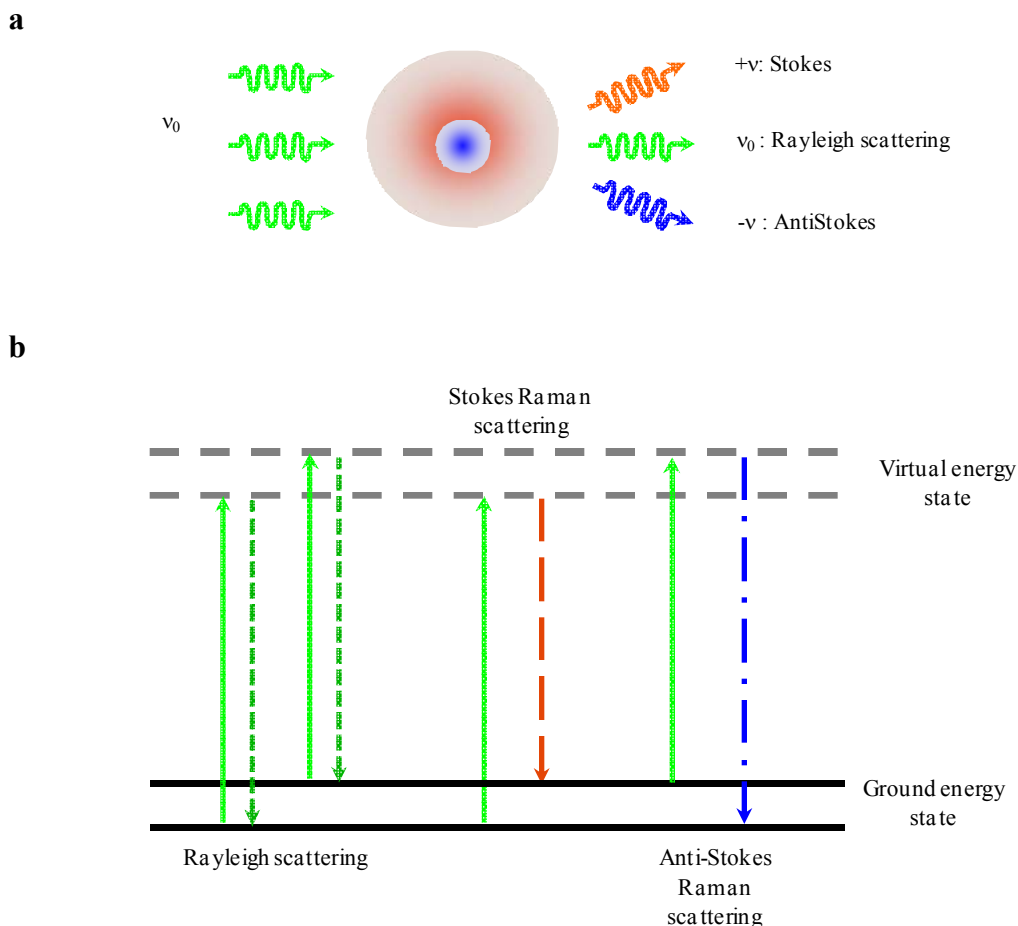 a
ν₀
+ν: Stokes
ν₀ : Rayleigh scattering
-ν : AntiStokes
b
Stokes Raman
scattering
Virtual energy
state
Ground energy
state
Rayleigh scattering
Anti-Stokes
Raman
scattering